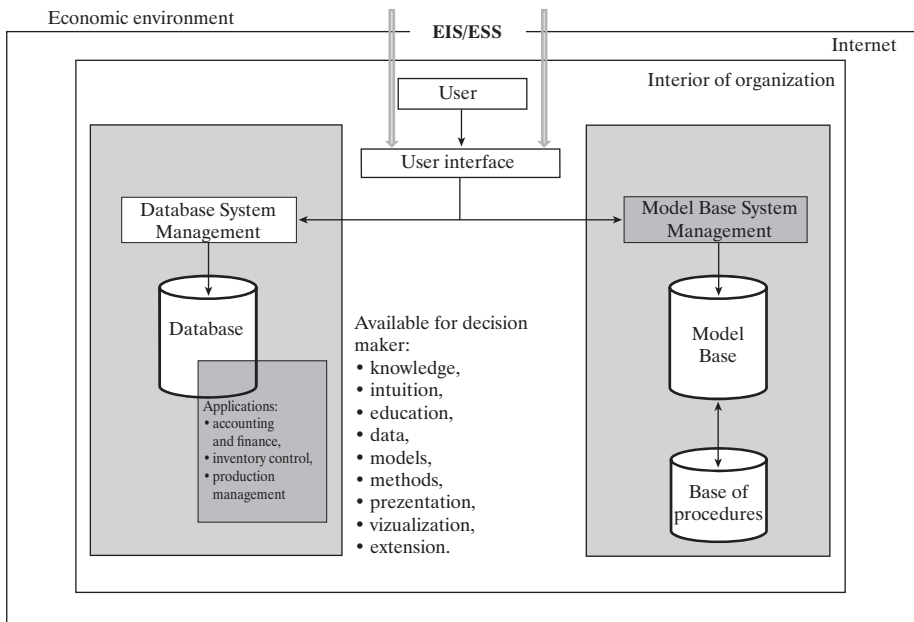 Economic environment
EIS/ESS
Internet
Interior of organization
User
User interface
Database System
Management
Database
Applications:
• accounting
and finance,
• inventory control,
• production
management
Available for decision
maker:
• knowledge,
• intuition,
• education,
• data,
• models,
• methods,
• prezentation,
• vizualization,
• extension.
Model Base System
Management
Model
Base
Base of
procedures